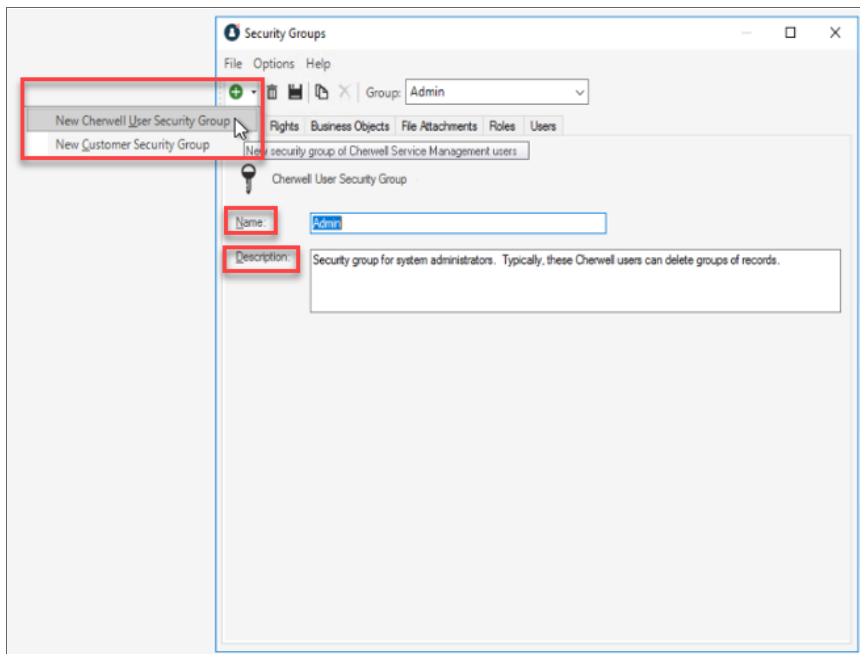 Security Groups
File Options Help
Group: Admin
New Cherwell User Security Group
Rights Business Objects File Attachments Roles Users
New Customer Security Group
New security group of Cherwell Service Management users
Cherwell User Security Group
Name: Admin
Description: Security group for system administrators. Typically, these Cherwell users can delete groups of records.